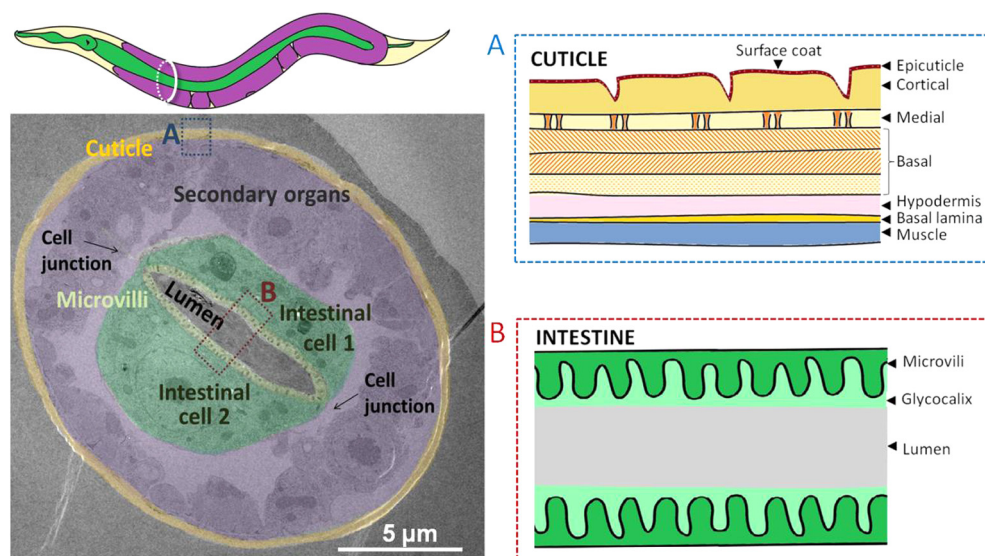 A
Cuticle
Secondary organs
Cell
junction
Microvilli
Lumen
B
Intestinal
cell 1
Intestinal
cell 2
Cell
junction
5 µm
A
CUTICLE
Surface coat
Epicuticle
Cortical
Medial
Basal
Hypodermis
Basal lamina
Muscle
B
INTESTINE
Microvili
Glycocalix
Lumen